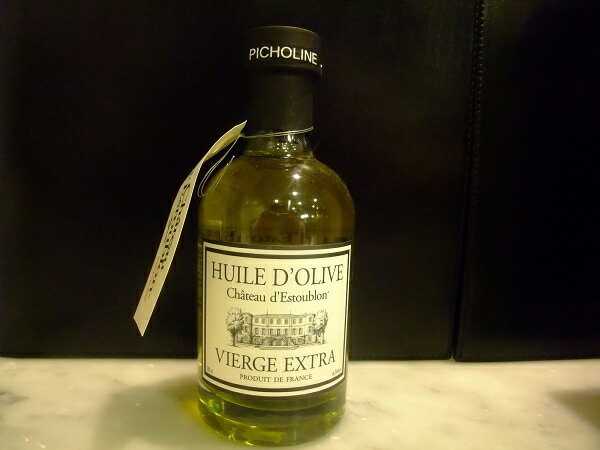 PICHOLINE
HUILE D'OLIVE
Château d'Estoublon
VIERGE EXTRA
PRODUIT DE FRANCE